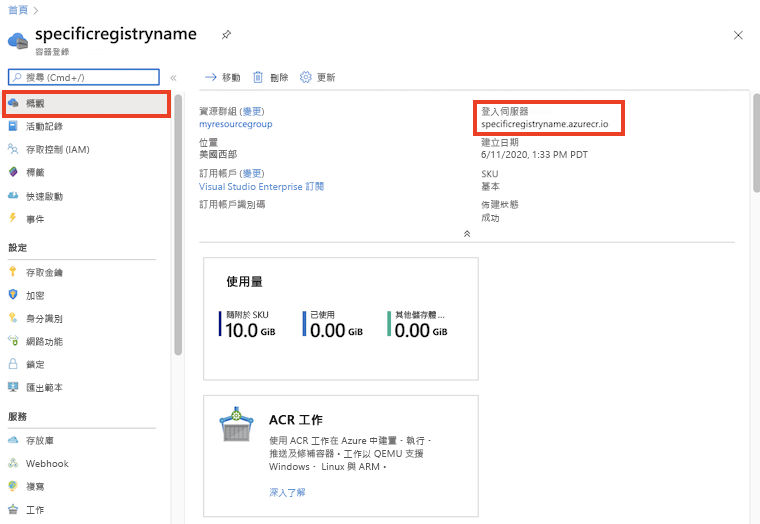 首頁
specificregistryname
容器登錄
搜尋 (Cmd+/)
概觀
活動記錄
存取控制 (IAM)
標籤
快速啟動
事件
設定
存取金鑰
加密
身分識別
網路功能
鎖定
匯出範本
服務
存放庫
Webhook
複寫
工作
移動 刪除 更新
資源群組 (變更)
myresourcegroup
位置
美國西部
訂用帳戶 (變更)
Visual Studio Enterprise 訂閱
訂用帳戶識別碼
登入伺服器
specificregistryname.azurecr.io
建立日期
6/11/2020, 1:33 PM PDT
SKU
基本
佈建狀態
成功
使用量
隨附於 SKU
10.0 GiB
已使用
0.00 GiB
其他儲存體 ...
0.00 GiB
ACR 工作
使用 ACR 工作在 Azure 中建置、執行、
推送及修補容器。工作以 QEMU 支援
Windows、 Linux 與 ARM。
深入了解